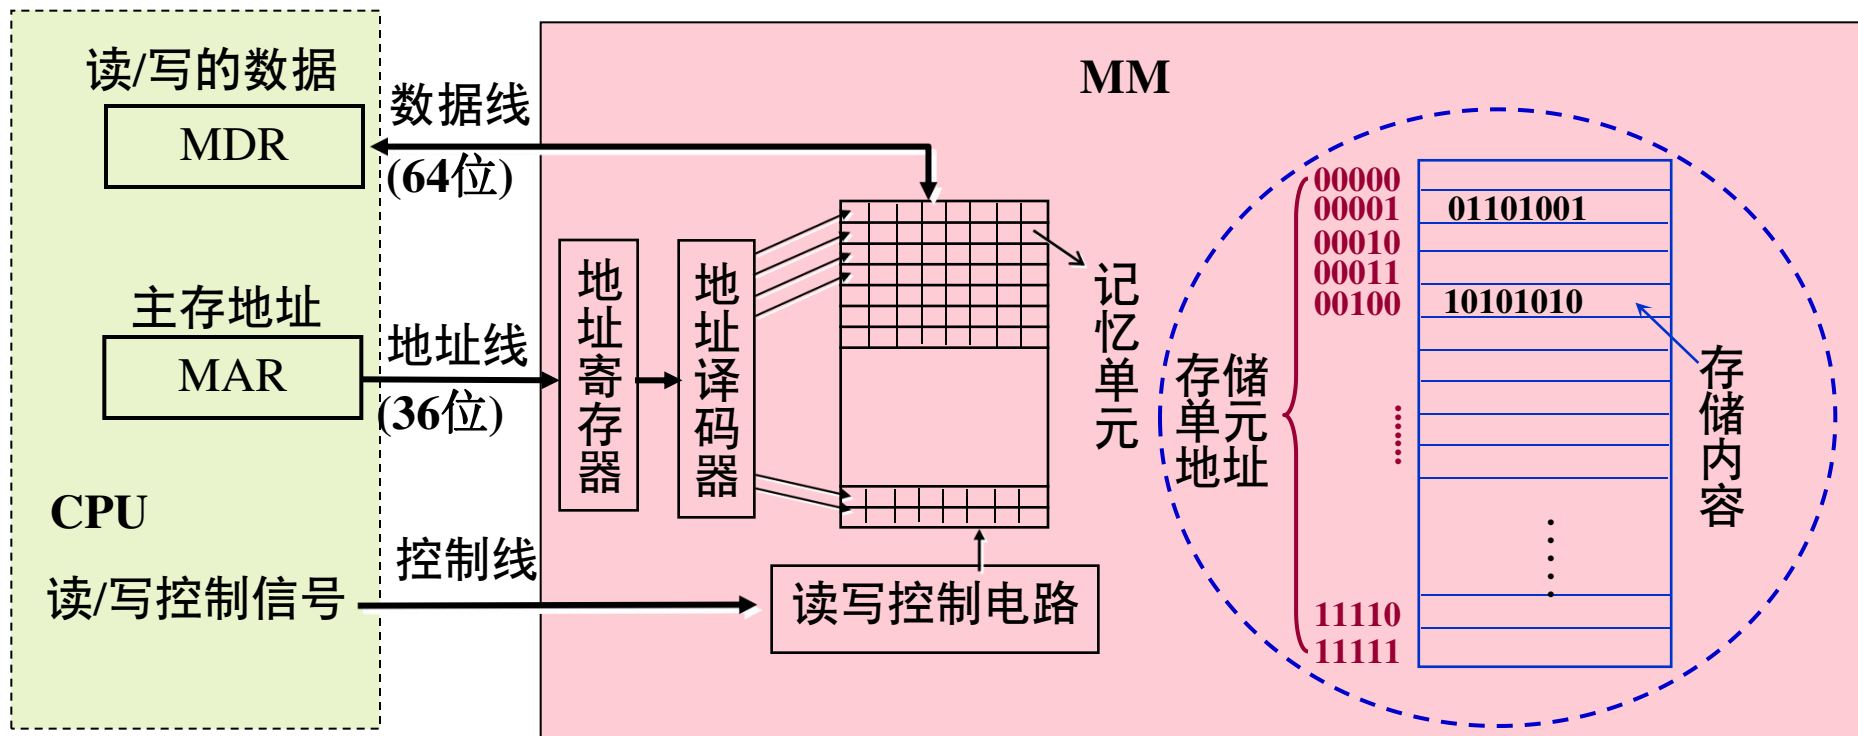 读/写的数据
MDR
数据线
(64位)
主存地址
MAR
地址线
(36位)
CPU
读/写控制信号
控制线
MM
地址寄存器
地址译码器
记忆单元
读写控制电路
存储
单元
地址
00000
00001 01101001
00010
00011
00100 10101010
存储内容
11110
11111